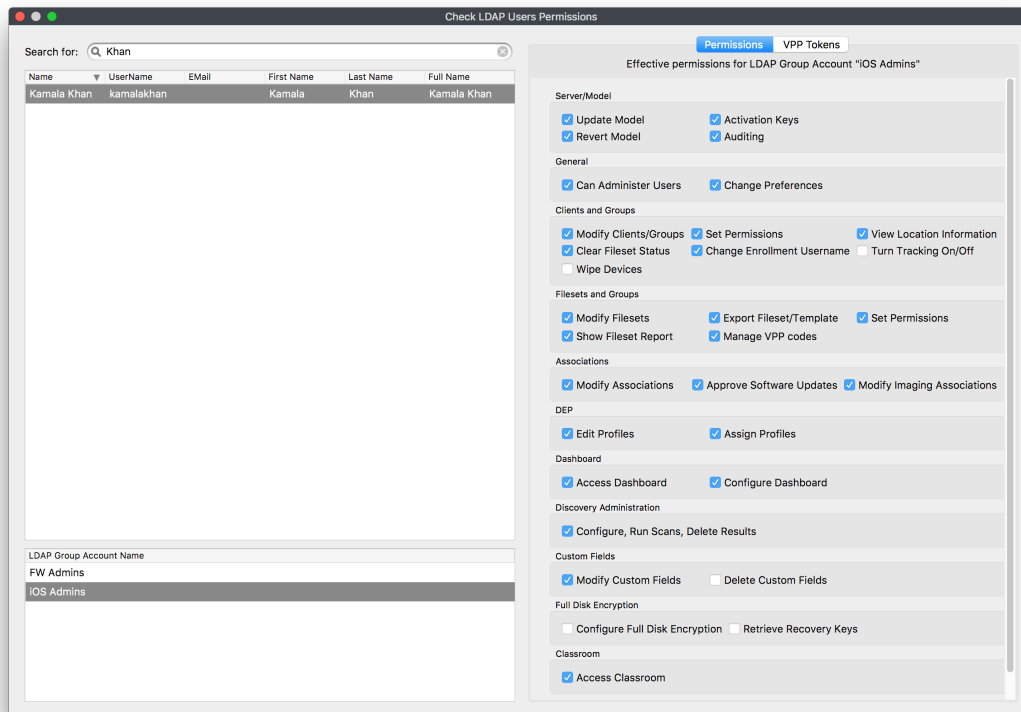 Check LDAP Users Permissions
Search for: Khan
Name UserName EMail First Name Last Name Full Name
Kamala Khan kamalakhan Kamala Khan Kamala Khan
LDAP Group Account Name
FW Admins
iOS Admins
Permissions VPP Tokens
Effective permissions for LDAP Group Account "iOS Admins"
Server/Model
Update Model Activation Keys
Revert Model Auditing
General
Can Administer Users Change Preferences
Clients and Groups
Modify Clients/Groups Set Permissions View Location Information
Clear Fileset Status Change Enrollment Username Turn Tracking On/Off
Wipe Devices
Filesets and Groups
Modify Filesets Export Fileset/Template Set Permissions
Show Fileset Report Manage VPP codes
Associations
Modify Associations Approve Software Updates Modify Imaging Associations
DEP
Edit Profiles Assign Profiles
Dashboard
Access Dashboard Configure Dashboard
Discovery Administration
Configure, Run Scans, Delete Results
Custom Fields
Modify Custom Fields Delete Custom Fields
Full Disk Encryption
Configure Full Disk Encryption Retrieve Recovery Keys
Classroom
Access Classroom